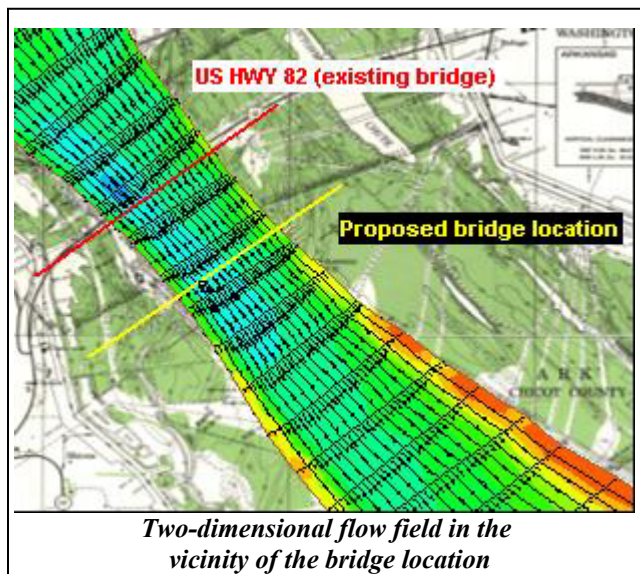 WASHINGTON
ARKANSAS
US HWY 82 (existing bridge)
Proposed bridge location
A R K
CHICOT COUNTY
Two-dimensional flow field in the
vicinity of the bridge location